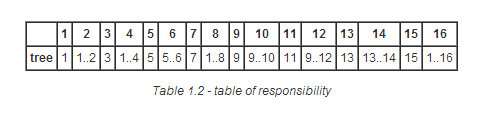 1 2 3 4 5 6 7 8 9 10 11 12 13 14 15 16
tree 1 1..2 3 1..4 5 5..6 7 1..8 9 9..10 11 9..12 13 13..14 15 1..16
Table 1.2 - table of responsibility